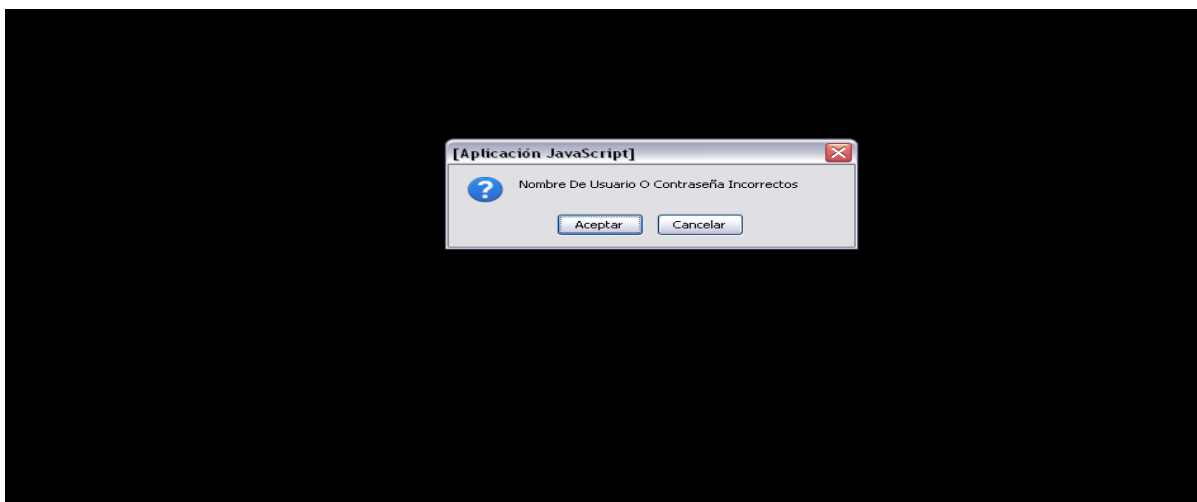 [Aplicación JavaScript]
Nombre De Usuario O Contraseña Incorrectos
Aceptar Cancelar